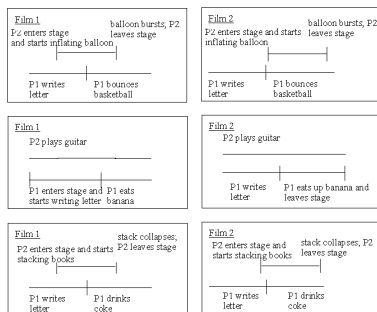 Film 1
P2 enters stage
and starts inflating balloon
balloon bursts; P2
leaves stage
P1 writes
letter
P1 bounces
basketball
Film 2
P2 enters stage and starts
inflating balloon
balloon bursts, P2
leaves stage
P1 writes
letter
P1 bounces
basketball
Film 1
P2 plays guitar
P1 enters stage and
starts writing letter
P1 eats
banana
Film 2
P2 plays guitar
P1 writes
letter
P1 eats up banana and
leaves stage
Film 1
P2 enters stage and starts
stacking books
stack collapses;
P2 leaves stage
P1 writes
letter
P1 drinks
coke
Film 2
P2 enters stage and
starts stacking books
stack collapses, P2
leaves stage
P1 writes
letter
P1 drinks
coke